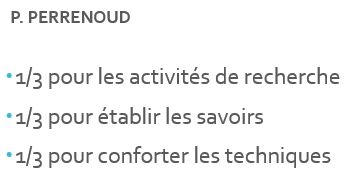 P. PERRENOUD
•1/3 pour les activités de recherche
•1/3 pour établir les savoirs
•1/3 pour conforter les techniques